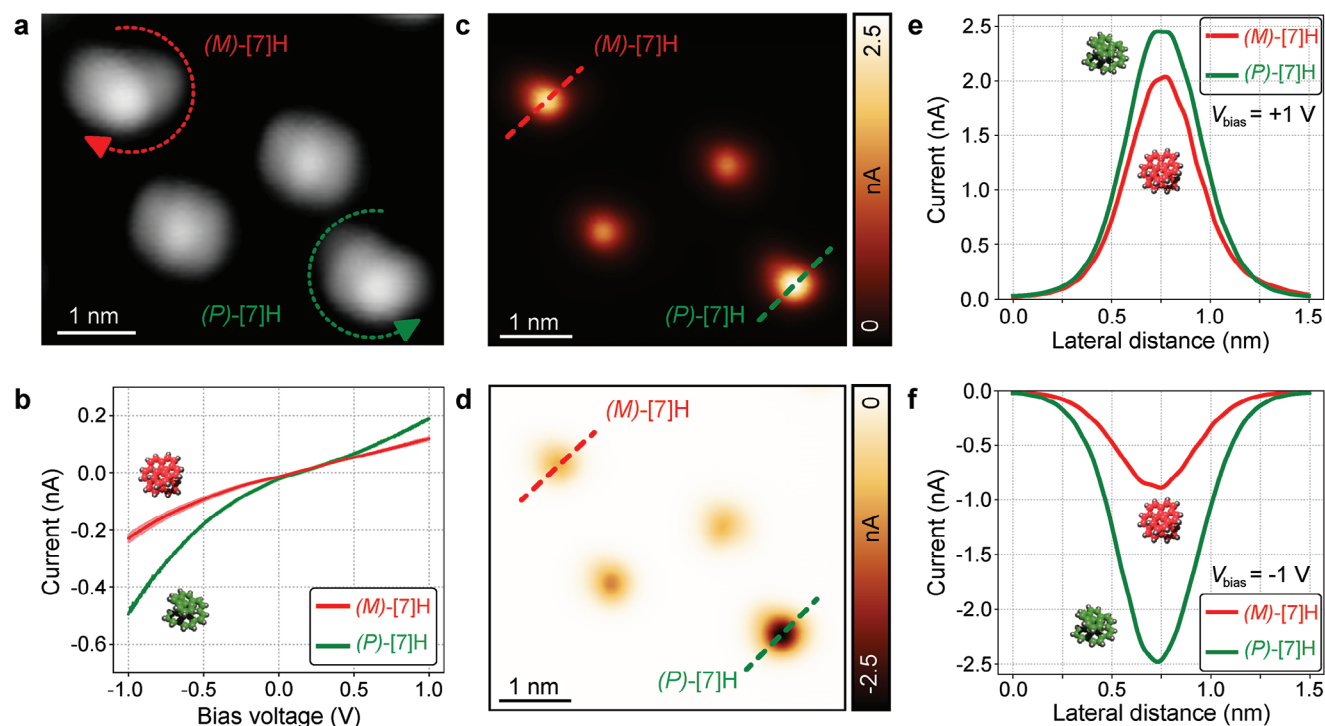 a
(M)-[7]H
(P)-[7]H
1 nm
b
Current (nA)
0.2
0.0
-0.2
-0.4
-0.6
(M)-[7]H
(P)-[7]H
-1.0 -0.5 0.0 0.5 1.0
Bias voltage (V)
c
(M)-[7]H
(P)-[7]H
1 nm
2.5
nA
0
d
(M)-[7]H
(P)-[7]H
1 nm
0
nA
-2.5
e
Current (nA)
2.5
2.0
1.5
1.0
0.5
0.0
(M)-[7]H
(P)-[7]H
Vbias = +1 V
0.0 0.5 1.0 1.5
Lateral distance (nm)
f
Current (nA)
0.0
-0.5
-1.0
-1.5
-2.0
-2.5
Vbias = -1 V
(M)-[7]H
(P)-[7]H
0.0 0.5 1.0 1.5
Lateral distance (nm)